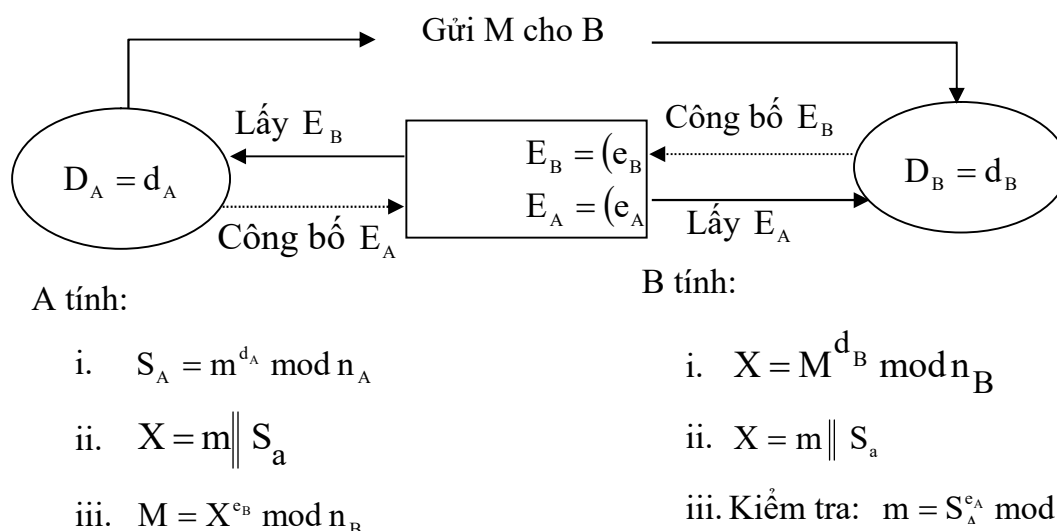 Gửi M cho B
Lấy E_B
Công bố E_B
D_A = d_A
E_B = (e_B
E_A = (e_A
D_B = d_B
Công bố E_A
Lấy E_A
A tính:
i. S_A = m^{d_A} mod n_A
ii. X = m‖ S_a
iii. M = X^{e_B} mod n_B
B tính:
i. X = M^{d_B} mod n_B
ii. X = m‖ S_a
iii. Kiểm tra: m = S_A^{e_A} mod